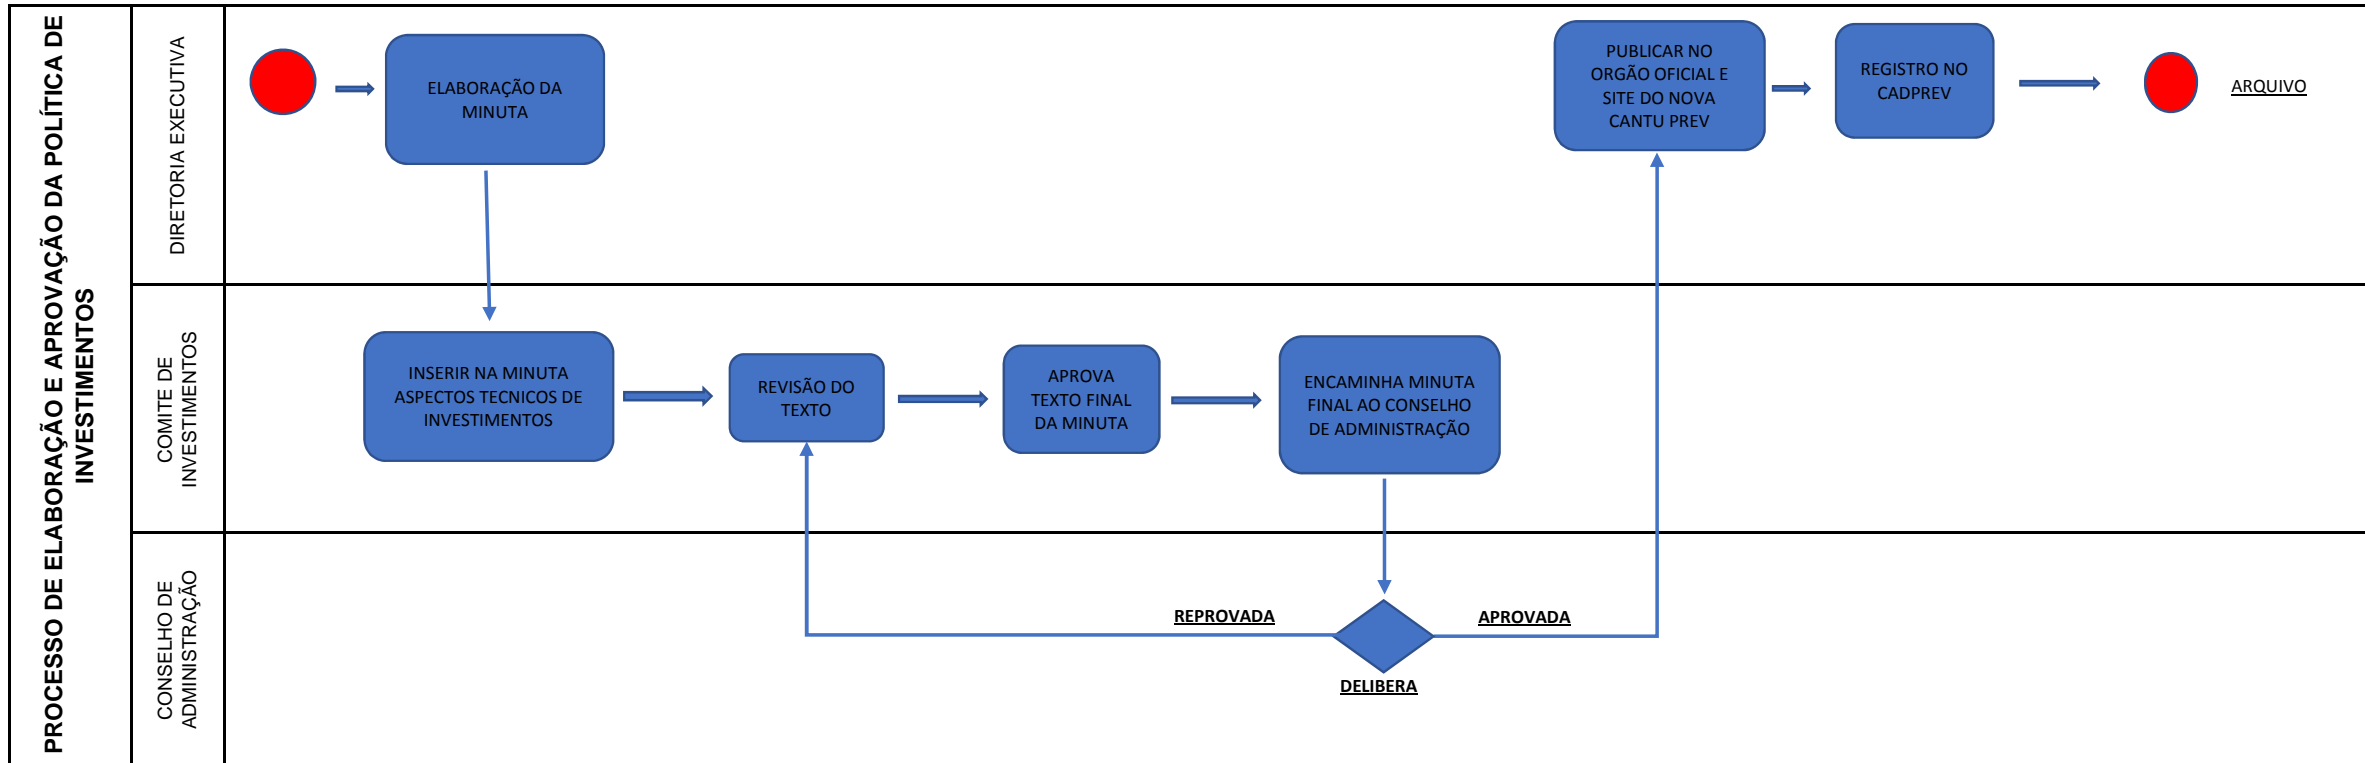 PROCESSO DE ELABORAÇÃO E APROVAÇÃO DA POLÍTICA DE
INVESTIMENTOS
DIRETORIA EXECUTIVA
ELABORAÇÃO DA
MINUTA
PUBLICAR NO
ORGÃO OFICIAL E
SITE DO NOVA
CANTU PREV
REGISTRO NO
CADPREV
ARQUIVO
COMITE DE
INVESTIMENTOS
INSERIR NA MINUTA
ASPECTOS TECNICOS DE
INVESTIMENTOS
REVISÃO DO
TEXTO
APROVA
TEXTO FINAL
DA MINUTA
ENCAMINHA MINUTA
FINAL AO CONSELHO
DE ADMINISTRAÇÃO
CONSELHO DE
ADMINISTRAÇÃO
REPROVADA
APROVADA
DELIBERA